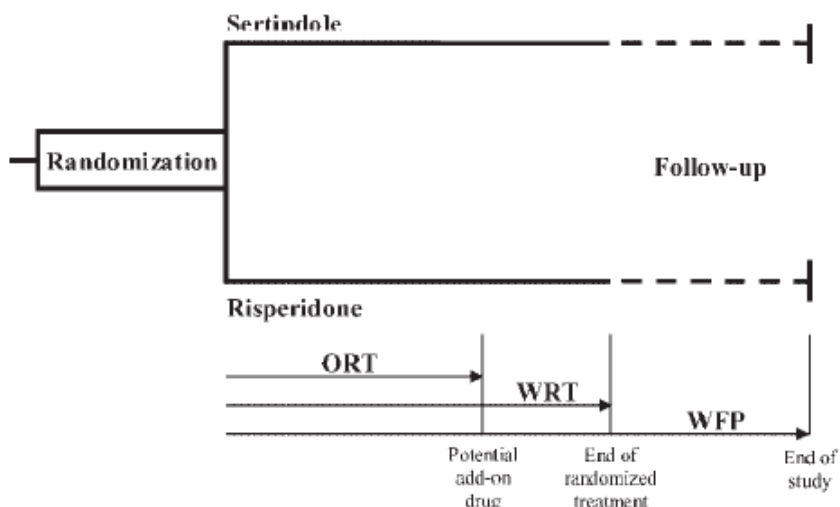 Sertindole
Randomization
Follow-up
Risperidone
ORT
WRT
WFP
Potential
add-on
drug
End of
randomized
treatment
End of
study